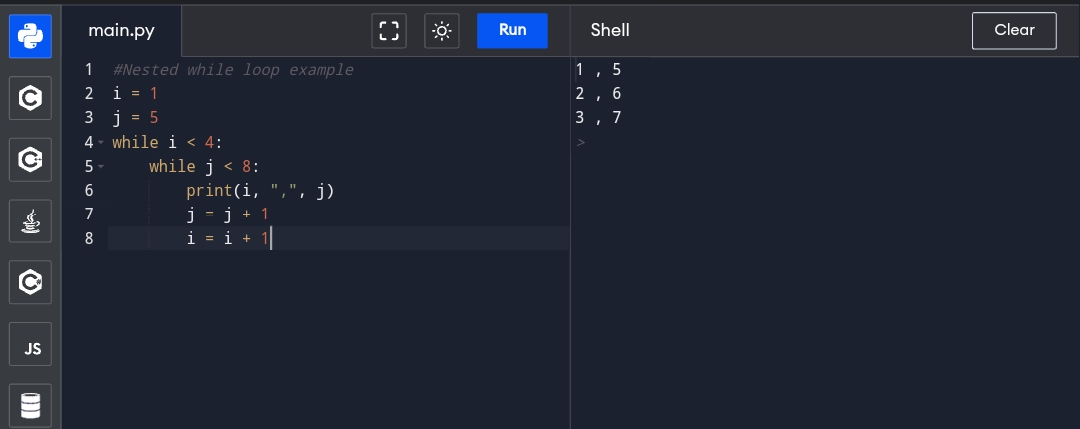 main.py
Run
Shell
Clear
1 #Nested while loop example
2 i = 1
3 j = 5
4 while i < 4:
5     while j < 8:
6         print(i, ",", j)
7         j = j + 1
8         i = i + 1
1 , 5
2 , 6
3 , 7
>
JS